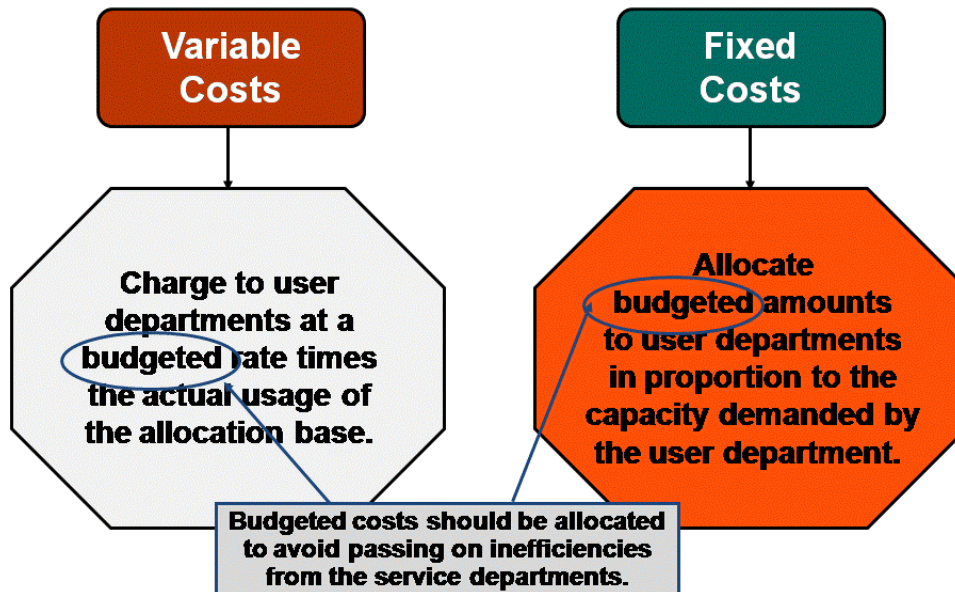 Variable
Costs
Fixed
Costs
Charge to user
departments at a
budgeted rate times
the actual usage of
the allocation base.
Allocate
budgeted amounts
to user departments
in proportion to the
capacity demanded by
the user department.
Budgeted costs should be allocated
to avoid passing on inefficiencies
from the service departments.